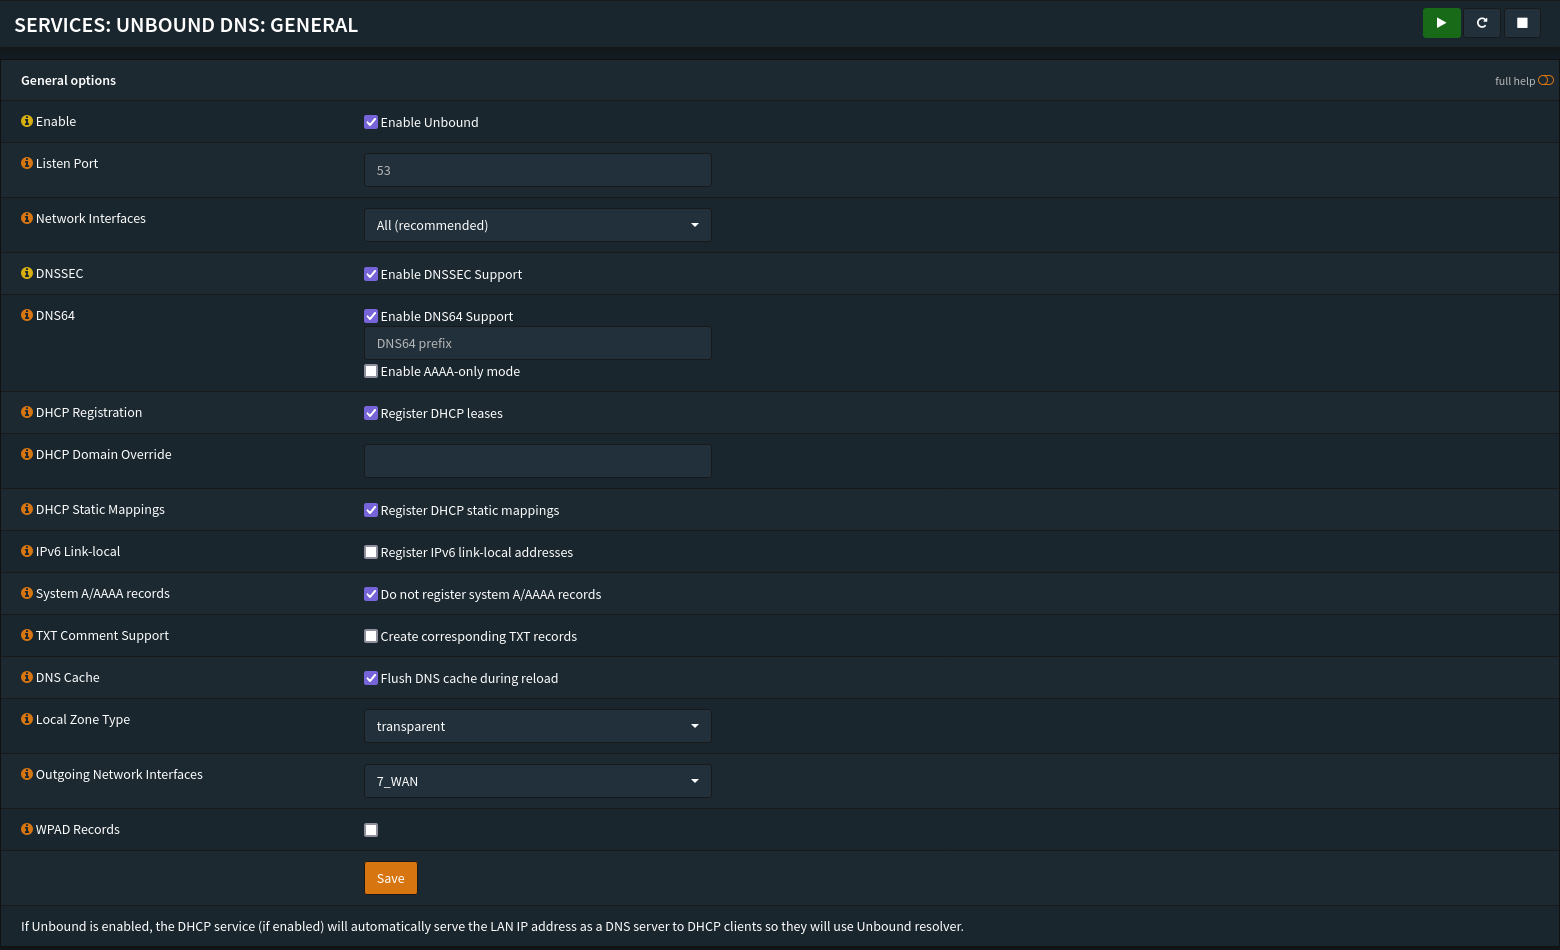 SERVICES: UNBOUND DNS: GENERAL
General options
full help
Enable
Enable Unbound
Listen Port
53
Network Interfaces
All (recommended)
DNSSEC
Enable DNSSEC Support
DNS64
Enable DNS64 Support
DNS64 prefix
Enable AAAA-only mode
DHCP Registration
Register DHCP leases
DHCP Domain Override
DHCP Static Mappings
Register DHCP static mappings
IPv6 Link-local
Register IPv6 link-local addresses
System A/AAAA records
Do not register system A/AAAA records
TXT Comment Support
Create corresponding TXT records
DNS Cache
Flush DNS cache during reload
Local Zone Type
transparent
Outgoing Network Interfaces
7_WAN
WPAD Records
Save
If Unbound is enabled, the DHCP service (if enabled) will automatically serve the LAN IP address as a DNS server to DHCP clients so they will use Unbound resolver.